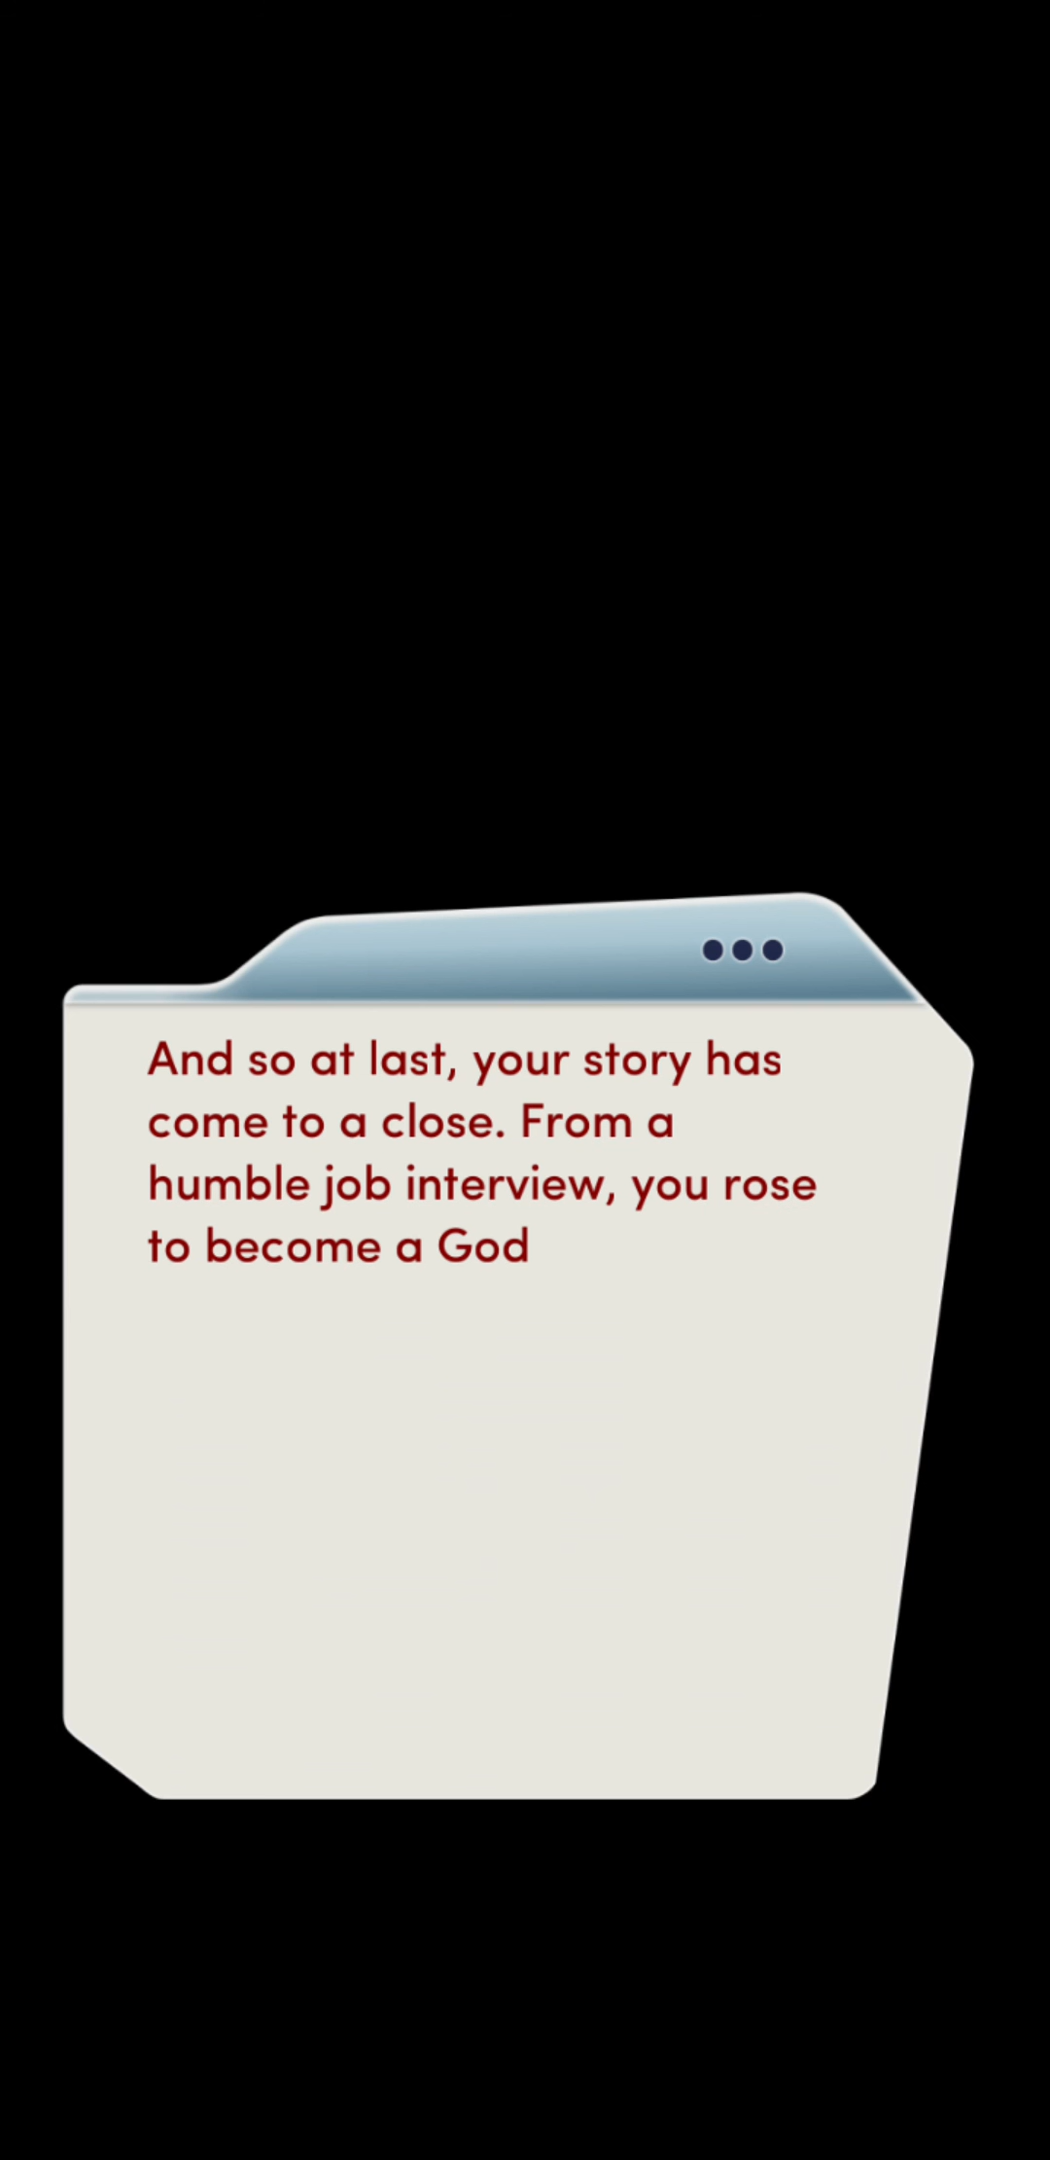 And so at last, your story has
come to a close. From a
humble job interview, you rose
to become a God